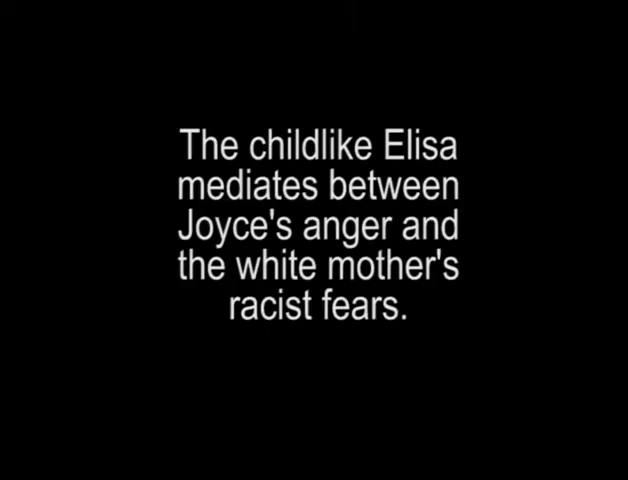 The childlike Elisa
mediates between
Joyce's anger and
the white mother's
racist fears.